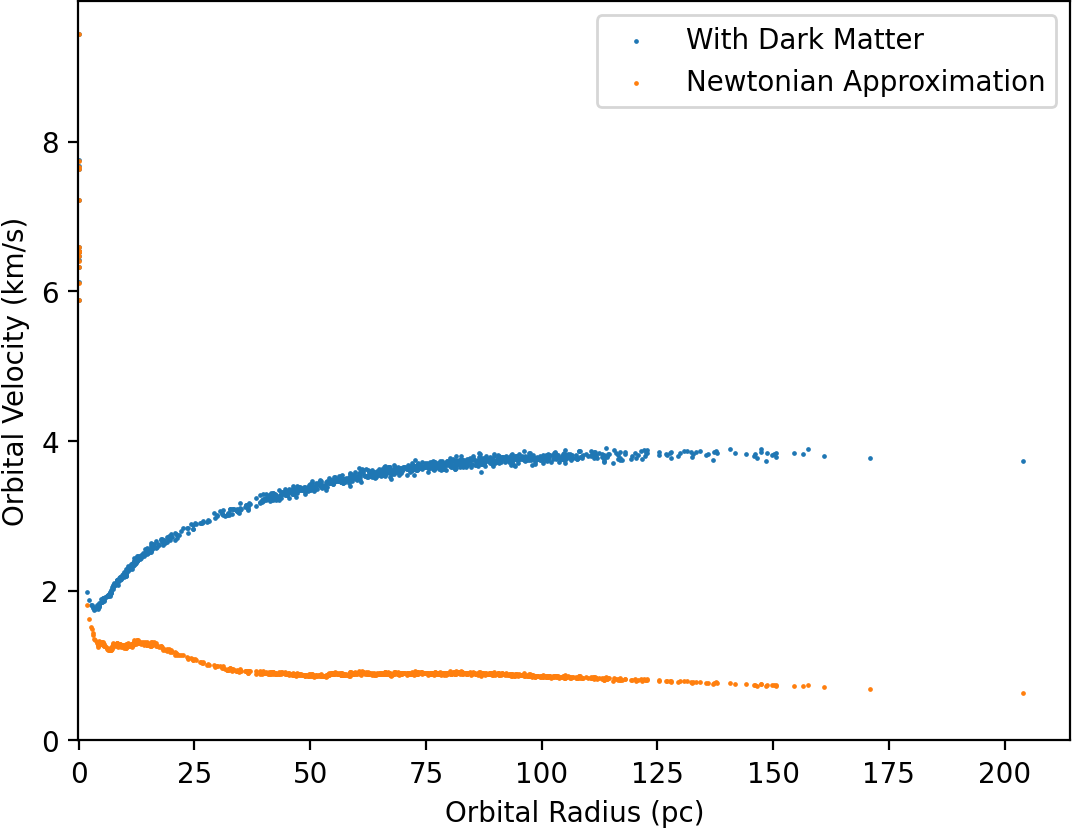 With Dark Matter
Newtonian Approximation
8
6
4
2
0
Orbital Velocity (km/s)
0 25 50 75 100 125 150 175 200
Orbital Radius (pc)